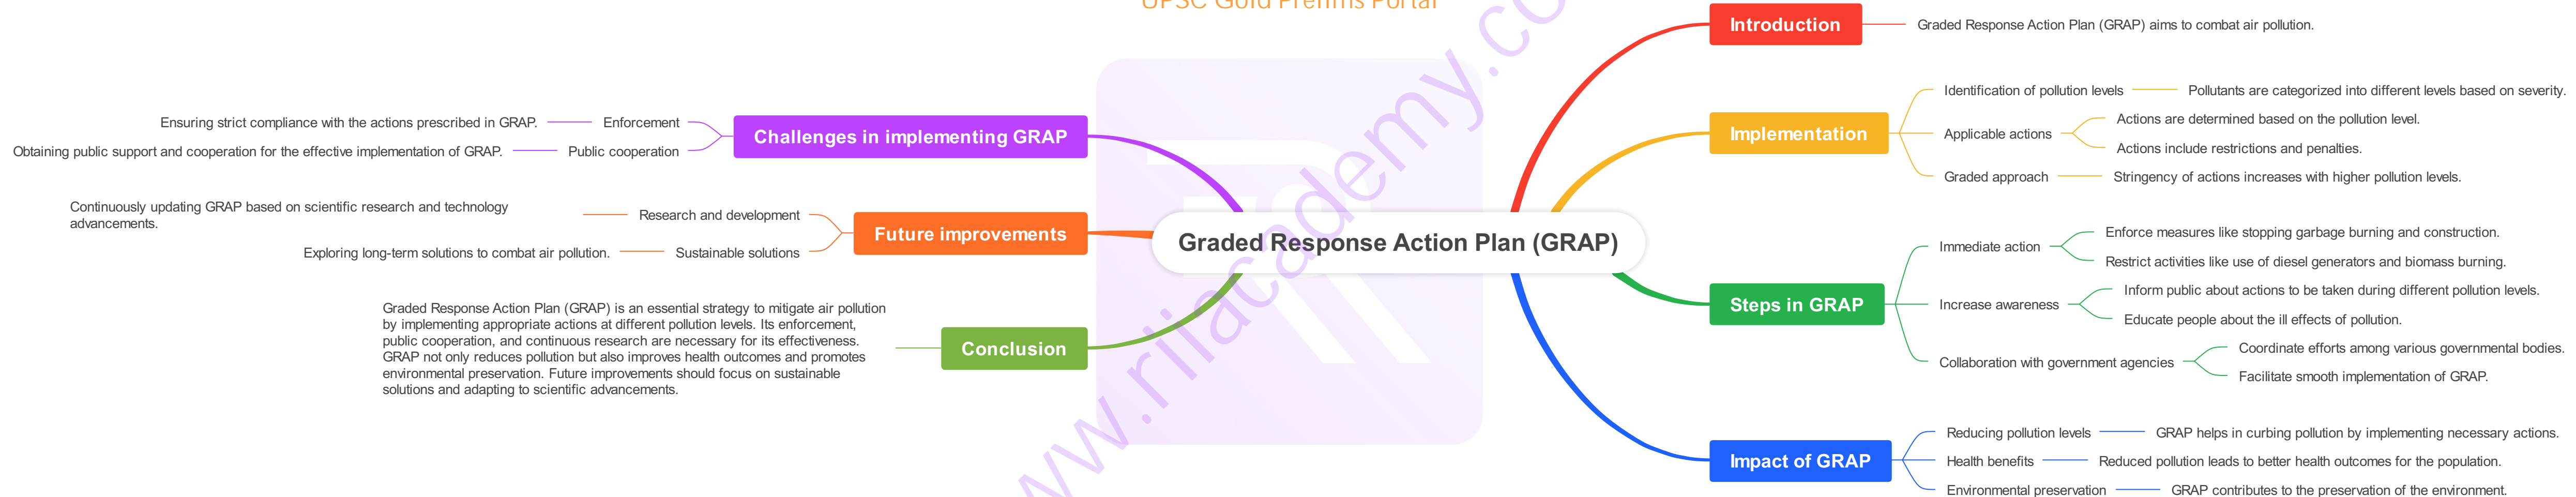 UPSC Gold Prelims Portal
Graded Response Action Plan (GRAP)
Introduction
Graded Response Action Plan (GRAP) aims to combat air pollution.
Implementation
Identification of pollution levels
Pollutants are categorized into different levels based on severity.
Applicable actions
Actions are determined based on the pollution level.
Actions include restrictions and penalties.
Graded approach
Stringency of actions increases with higher pollution levels.
Steps in GRAP
Immediate action
Enforce measures like stopping garbage burning and construction.
Restrict activities like use of diesel generators and biomass burning.
Increase awareness
Inform public about actions to be taken during different pollution levels.
Educate people about the ill effects of pollution.
Collaboration with government agencies
Coordinate efforts among various governmental bodies.
Facilitate smooth implementation of GRAP.
Impact of GRAP
Reducing pollution levels
GRAP helps in curbing pollution by implementing necessary actions.
Health benefits
Reduced pollution leads to better health outcomes for the population.
Environmental preservation
GRAP contributes to the preservation of the environment.
Challenges in implementing GRAP
Enforcement
Ensuring strict compliance with the actions prescribed in GRAP.
Public cooperation
Obtaining public support and cooperation for the effective implementation of GRAP.
Future improvements
Research and development
Continuously updating GRAP based on scientific research and technology
advancements.
Sustainable solutions
Exploring long-term solutions to combat air pollution.
Conclusion
Graded Response Action Plan (GRAP) is an essential strategy to mitigate air pollution
by implementing appropriate actions at different pollution levels. Its enforcement,
public cooperation, and continuous research are necessary for its effectiveness.
GRAP not only reduces pollution but also improves health outcomes and promotes
environmental preservation. Future improvements should focus on sustainable
solutions and adapting to scientific advancements.